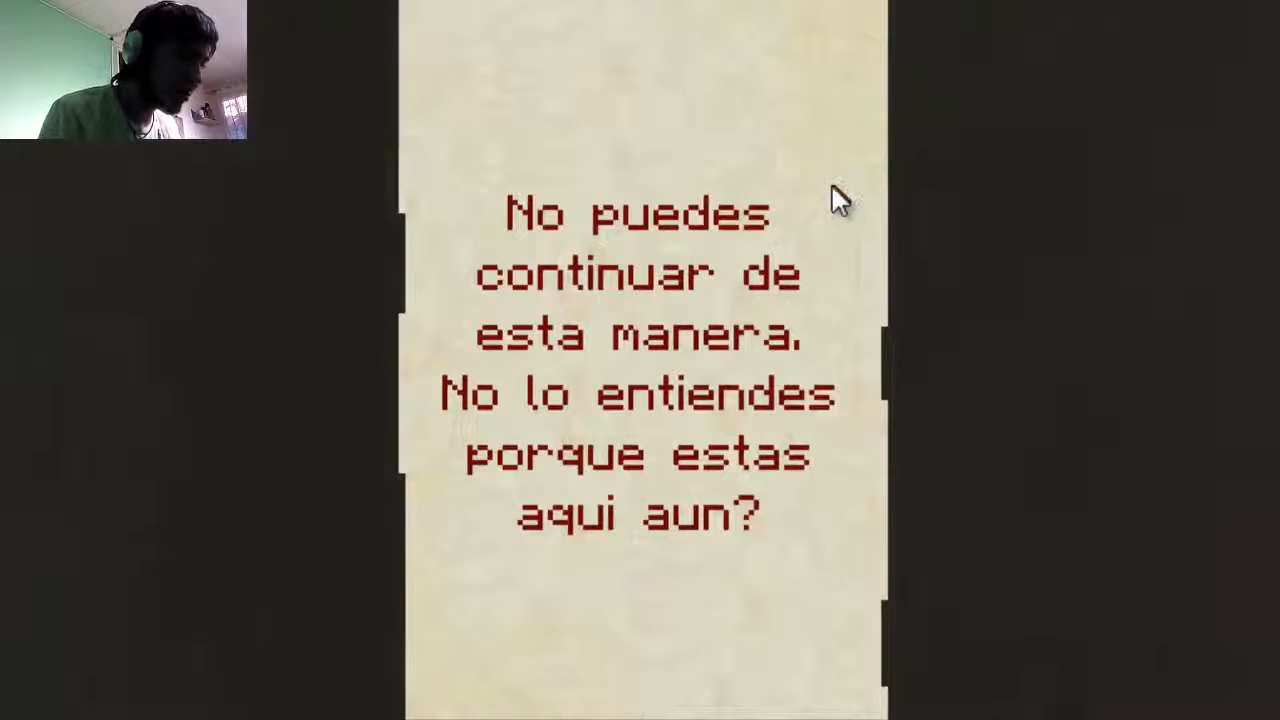 No puedes
continuar de
esta manera.
No lo entiendes
porque estas
aqui aun?